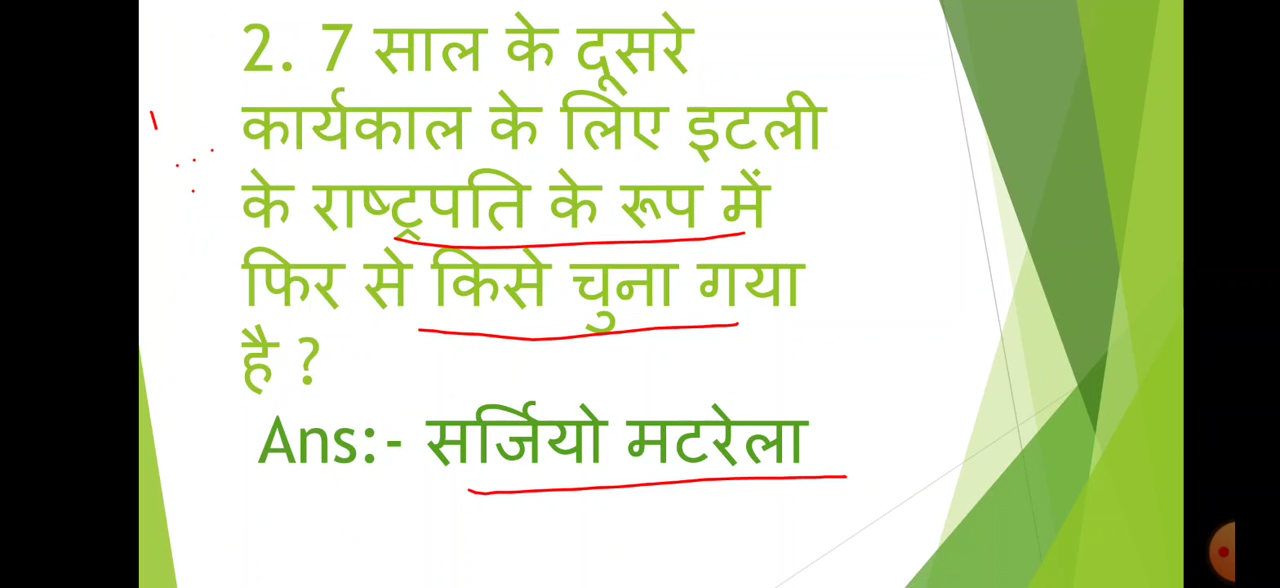 2. 7 साल के दूसरे
कार्यकाल के लिए इटली
के राष्ट्रपति के रूप में
फिर से किसे चुना गया
है ?
Ans:- सर्जियो मटरेला